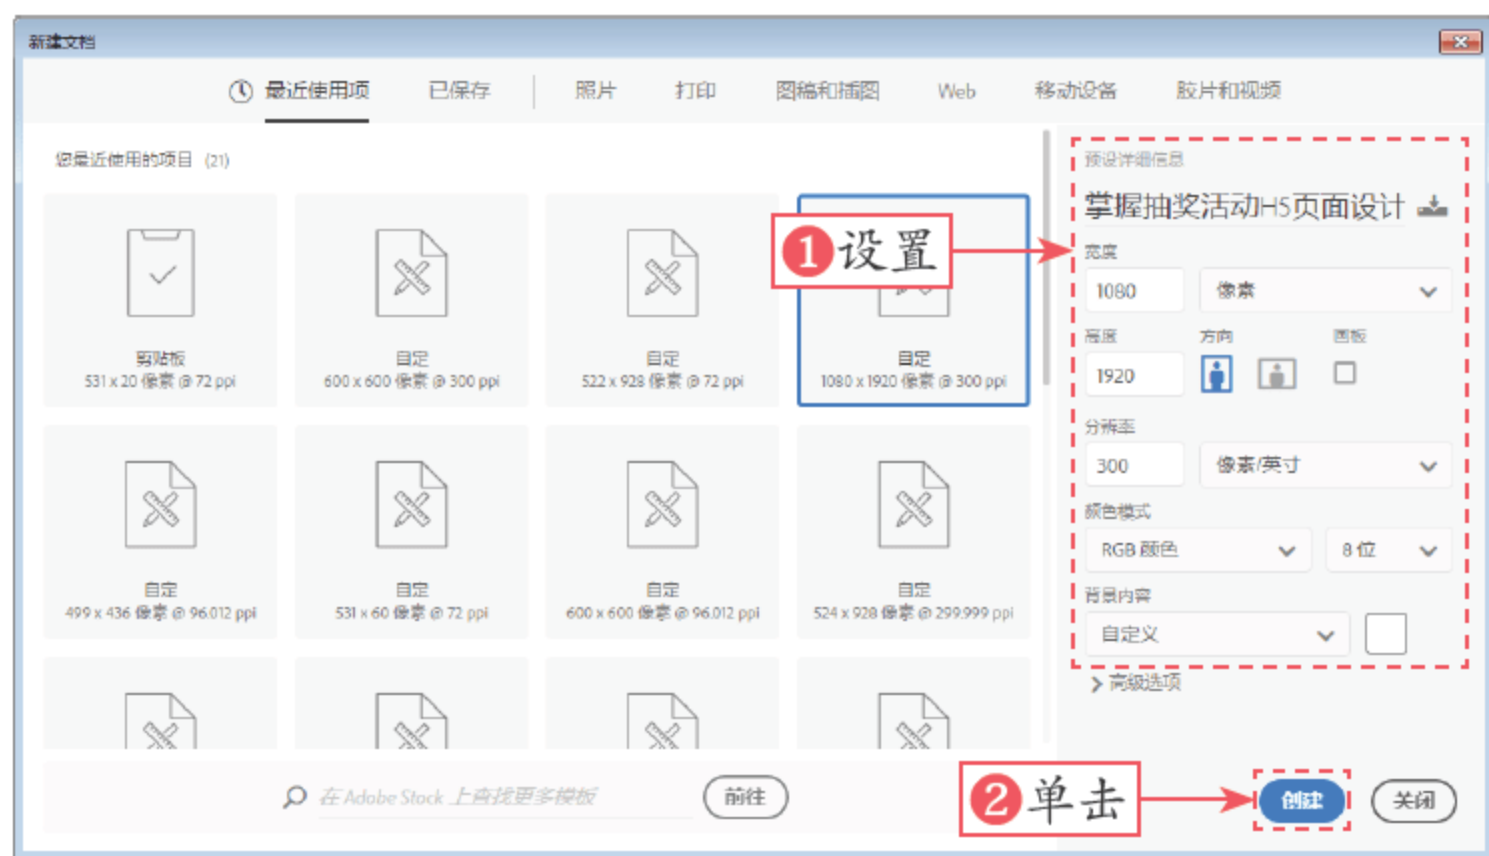 新建文档
最近使用项 已保存 照片 打印 图稿和插图 Web 移动设备 胶片和视频
您最近使用的项目 (21)
剪贴板
531 x 20 像素 @ 72 ppi
自定
600 x 600 像素 @ 300 ppi
自定
522 x 928 像素 @ 72 ppi
自定
1080 x 1920 像素 @ 300 ppi
自定
499 x 436 像素 @ 96.012 ppi
自定
531 x 60 像素 @ 72 ppi
自定
600 x 600 像素 @ 96.012 ppi
自定
524 x 928 像素 @ 299.999 ppi
在 Adobe Stock 上查找更多模板
前往
1 设置
预设详细信息
掌握抽奖活动H5页面设计
宽度
1080 像素
高度 方向 画板
1920
分辨率
300 像素/英寸
颜色模式
RGB 颜色 8 位
背景内容
自定义
高级选项
2 单击
创建 关闭